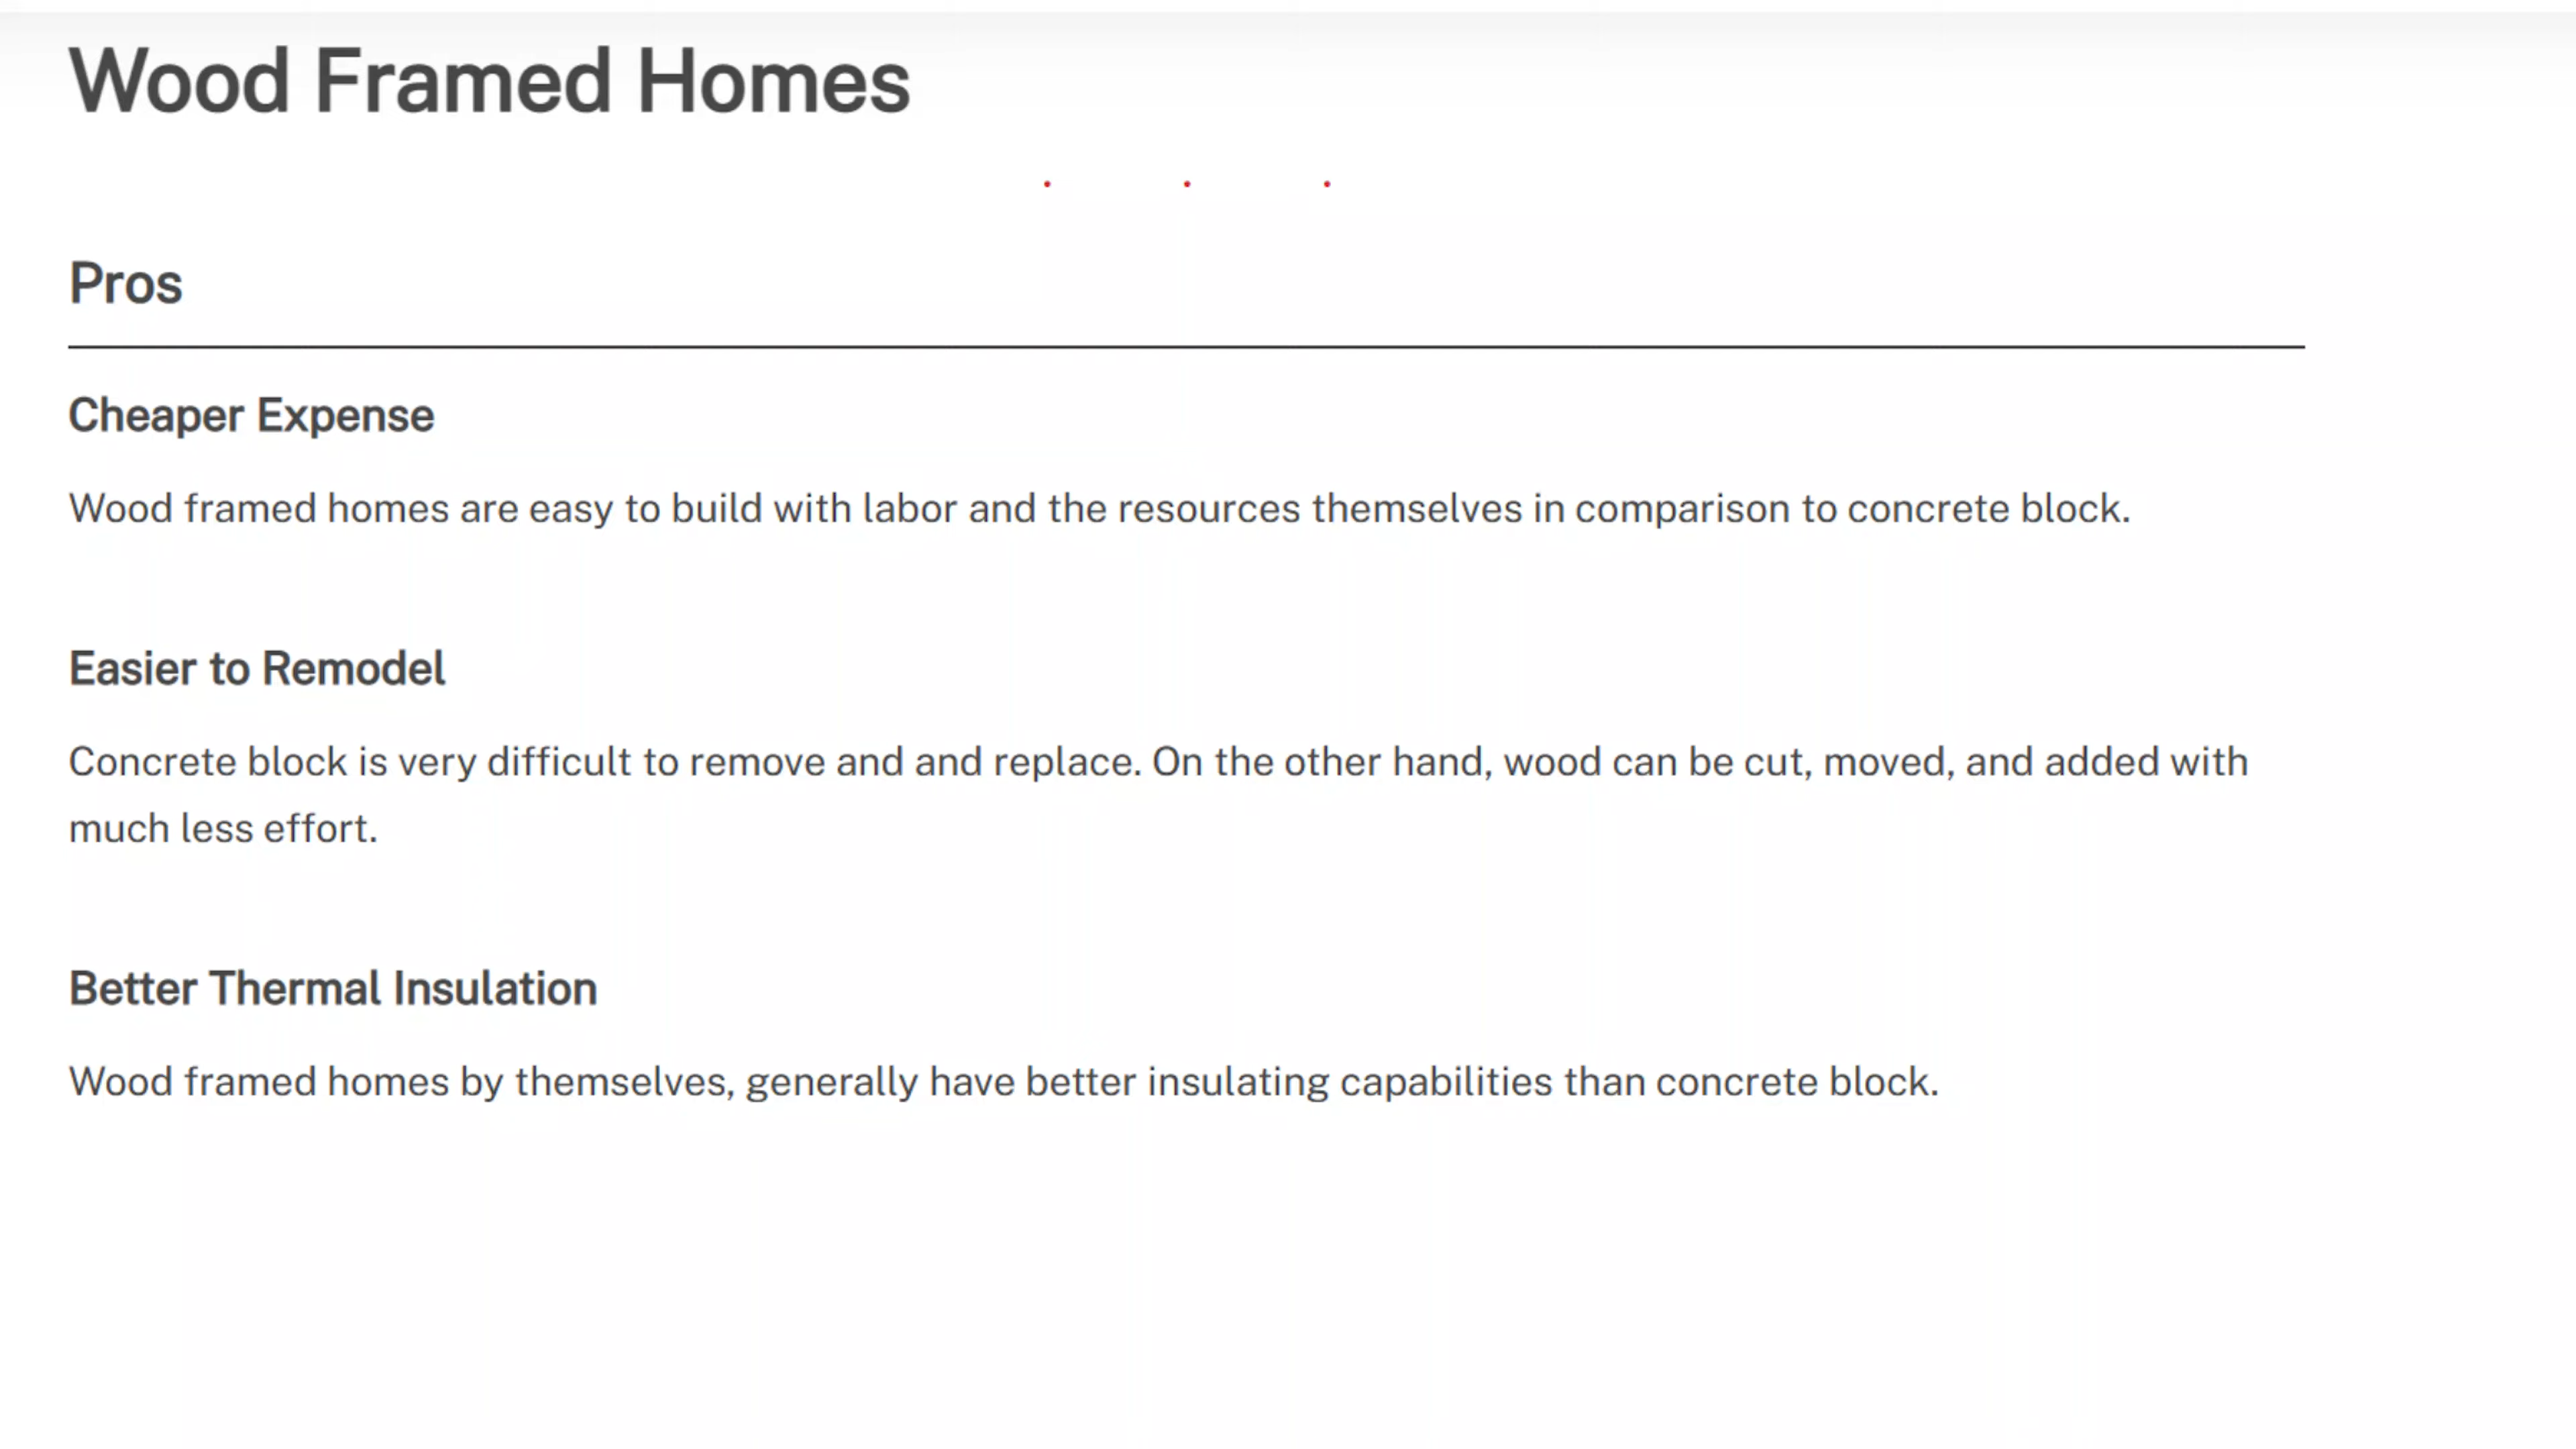 Wood Framed Homes
Pros
Cheaper Expense
Wood framed homes are easy to build with labor and the resources themselves in comparison to concrete block.
Easier to Remodel
Concrete block is very difficult to remove and and replace. On the other hand, wood can be cut, moved, and added with
much less effort.
Better Thermal Insulation
Wood framed homes by themselves, generally have better insulating capabilities than concrete block.